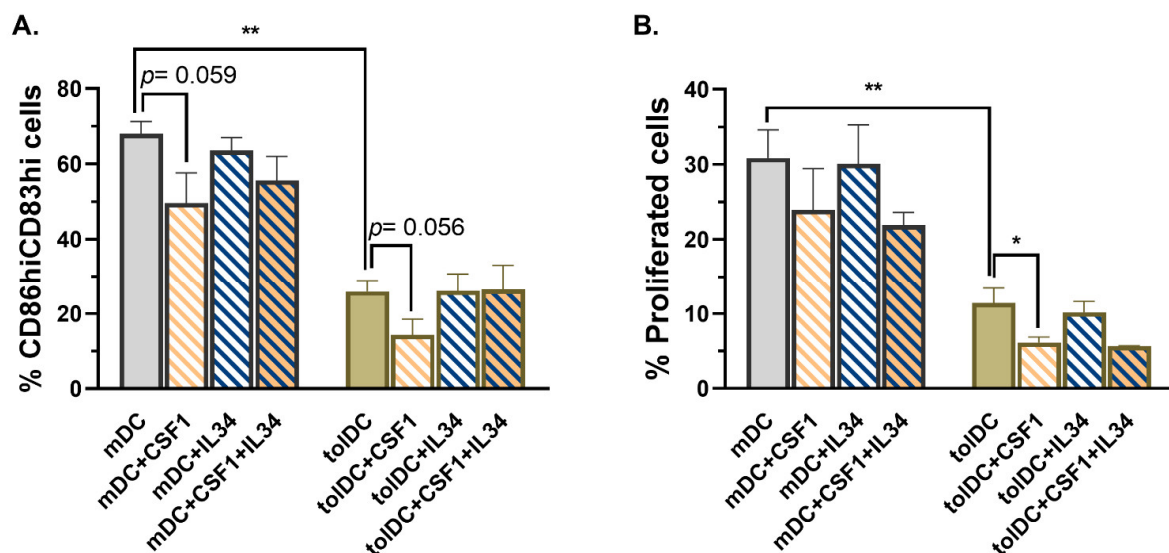 A.
**
p= 0.059
p= 0.056
% CD86hiCD83hi cells
80
60
40
20
0
mDC
mDC+CSF1
mDC+IL34
mDC+CSF1+IL34
tolDC
tolDC+CSF1
tolDC+IL34
tolDC+CSF1+IL34
B.
**
*
% Proliferated cells
40
30
20
10
0
mDC
mDC+CSF1
mDC+IL34
mDC+CSF1+IL34
tolDC
tolDC+CSF1
tolDC+IL34
tolDC+CSF1+IL34